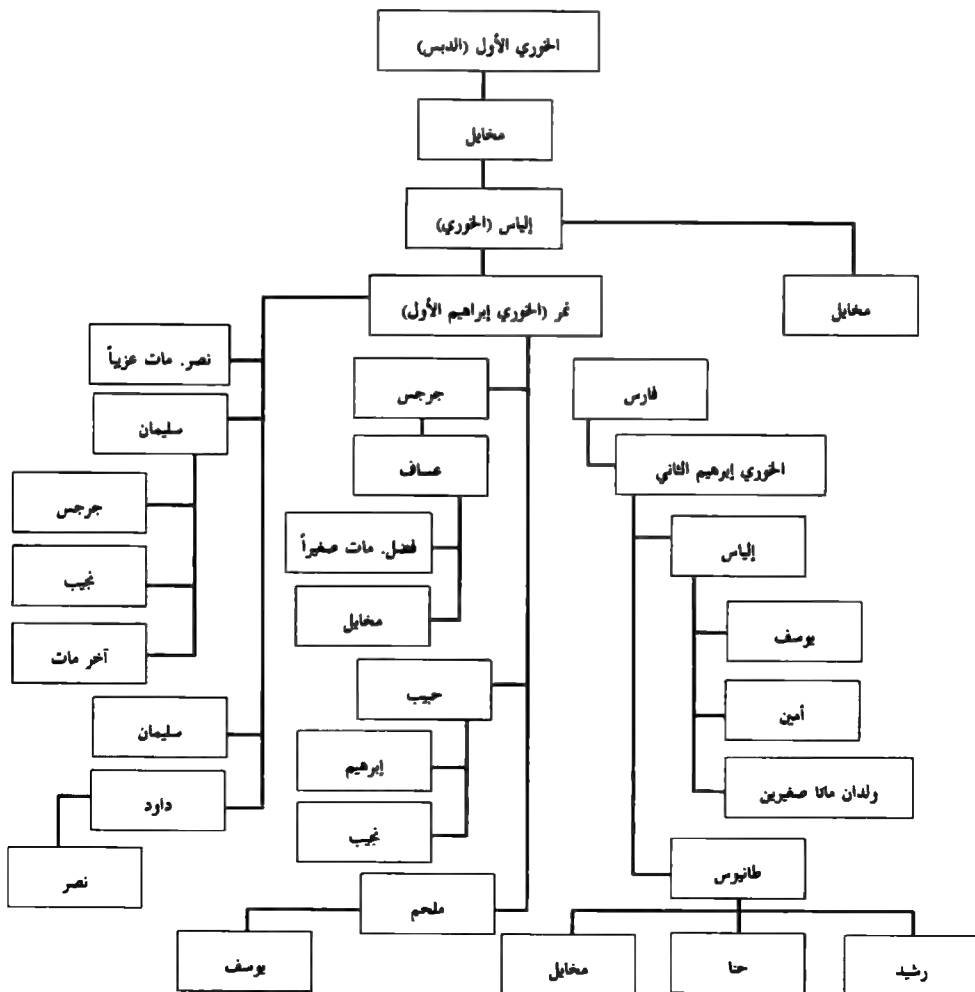 الخوري الأول (الدبس)
مخايل
إلياس (الخوري)
مخايل
نمر (الخوري إبراهيم الأول)
نصر. مات عزيباً
سليمان
جرجس
نجيب
آخر مات
سليمان
داود
نصر
جرجس
عساف
فضل. مات صغيراً
مخايل
حبيب
إبرهيم
نجيب
ملحم
يوسف
فارس
الخوري إبرهيم الثاني
إلياس
يوسف
أمين
ولدان ماتا صغيرين
طانيوس
رشيد
حنا
مخايل